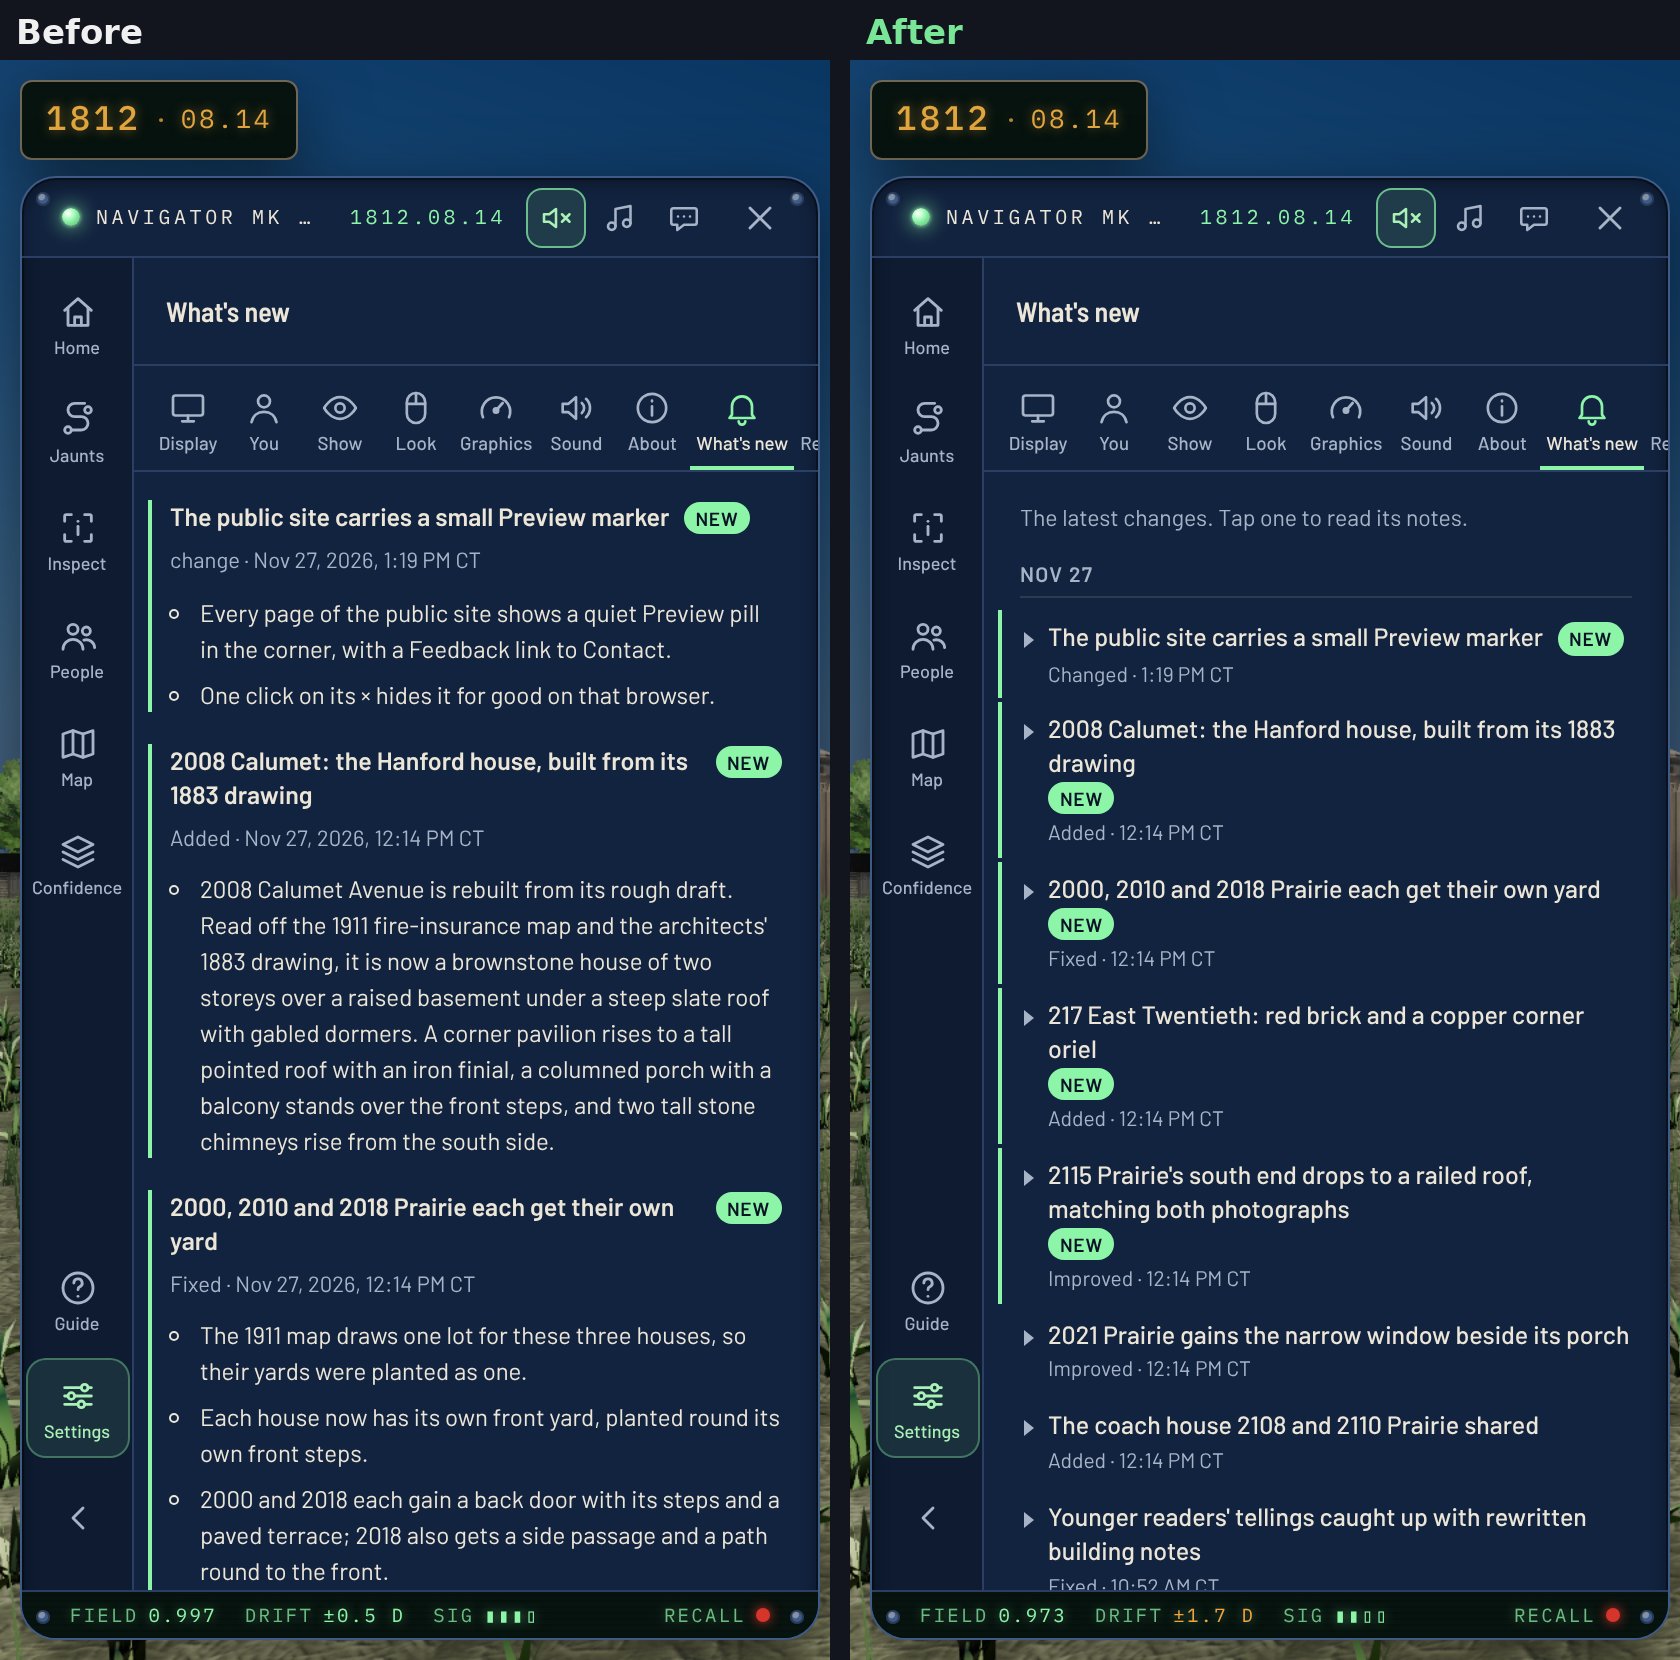 Before
1812 · 08.14
NAVIGATOR MK … 1812.08.14
Home
Jaunts
Inspect
People
Map
Confidence
Guide
Settings
What's new
Display You Show Look Graphics Sound About What's new Re
The public site carries a small Preview marker NEW
change · Nov 27, 2026, 1:19 PM CT
Every page of the public site shows a quiet Preview pill
in the corner, with a Feedback link to Contact.
One click on its × hides it for good on that browser.
2008 Calumet: the Hanford house, built from its NEW
1883 drawing
Added · Nov 27, 2026, 12:14 PM CT
2008 Calumet Avenue is rebuilt from its rough draft.
Read off the 1911 fire-insurance map and the architects'
1883 drawing, it is now a brownstone house of two
storeys over a raised basement under a steep slate roof
with gabled dormers. A corner pavilion rises to a tall
pointed roof with an iron finial, a columned porch with a
balcony stands over the front steps, and two tall stone
chimneys rise from the south side.
2000, 2010 and 2018 Prairie each get their own NEW
yard
Fixed · Nov 27, 2026, 12:14 PM CT
The 1911 map draws one lot for these three houses, so
their yards were planted as one.
Each house now has its own front yard, planted round its
own front steps.
2000 and 2018 each gain a back door with its steps and a
paved terrace; 2018 also gets a side passage and a path
round to the front.
FIELD 0.997 DRIFT ±0.5 D SIG RECALL
After
1812 · 08.14
NAVIGATOR MK … 1812.08.14
Home
Jaunts
Inspect
People
Map
Confidence
Guide
Settings
What's new
Display You Show Look Graphics Sound About What's new Re
The latest changes. Tap one to read its notes.
NOV 27
The public site carries a small Preview marker NEW
Changed · 1:19 PM CT
2008 Calumet: the Hanford house, built from its 1883
drawing
NEW
Added · 12:14 PM CT
2000, 2010 and 2018 Prairie each get their own yard
NEW
Fixed · 12:14 PM CT
217 East Twentieth: red brick and a copper corner
oriel
NEW
Added · 12:14 PM CT
2115 Prairie's south end drops to a railed roof,
matching both photographs
NEW
Improved · 12:14 PM CT
2021 Prairie gains the narrow window beside its porch
Improved · 12:14 PM CT
The coach house 2108 and 2110 Prairie shared
Added · 12:14 PM CT
Younger readers' tellings caught up with rewritten
building notes
Fixed · 10:52 AM CT
FIELD 0.973 DRIFT ±1.7 D SIG RECALL